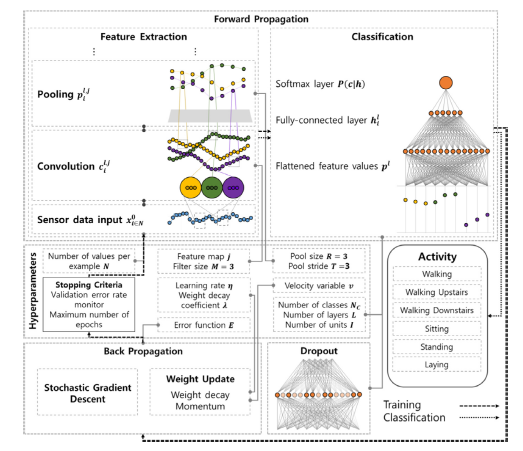 Forward Propagation
Feature Extraction
Classification
Pooling p_i^{l,j}
Convolution c_i^{l,j}
Sensor data input x_{i∈N}^0
Softmax layer P(c|h)
Fully-connected layer h_i^l
Flattened feature values p^l
Hyperparameters
Number of values per
example N
Stopping Criteria
Validation error rate
monitor
Maximum number of
epochs
Feature map j
Filter size M = 3
Learning rate η
Weight decay
coefficient λ
Error function E
Pool size R = 3
Pool stride T =3
Velocity variable v
Number of classes N_C
Number of layers L
Number of units I
Activity
Walking
Walking Upstairs
Walking Downstairs
Sitting
Standing
Laying
Back Propagation
Stochastic Gradient
Descent
Weight Update
Weight decay
Momentum
Dropout
Training
Classification